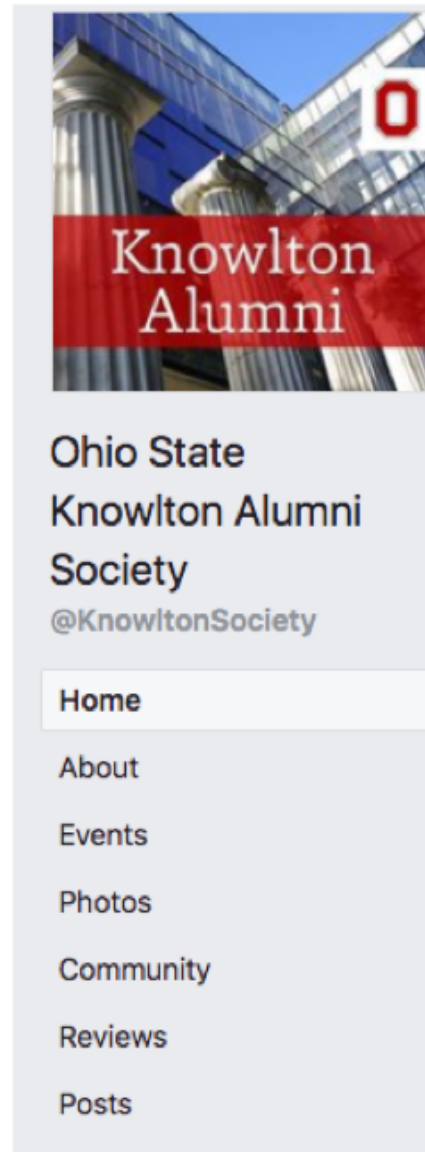 O
Knowlton
Alumni
Ohio State
Knowlton Alumni
Society
@KnowltonSociety
Home
About
Events
Photos
Community
Reviews
Posts